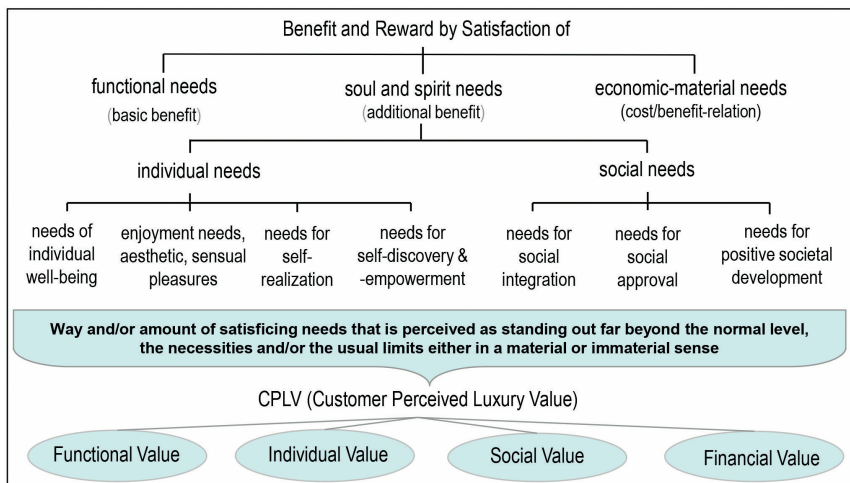 Benefit and Reward by Satisfaction of
functional needs
(basic benefit)
soul and spirit needs
(additional benefit)
economic-material needs
(cost/benefit-relation)
individual needs
social needs
needs of
individual
well-being
enjoyment needs,
aesthetic, sensual
pleasures
needs for
self-
realization
needs for
self-discovery &
-empowerment
needs for
social
integration
needs for
social
approval
needs for
positive societal
development
Way and/or amount of satisficing needs that is perceived as standing out far beyond the normal level,
the necessities and/or the usual limits either in a material or immaterial sense
CPLV (Customer Perceived Luxury Value)
Functional Value
Individual Value
Social Value
Financial Value